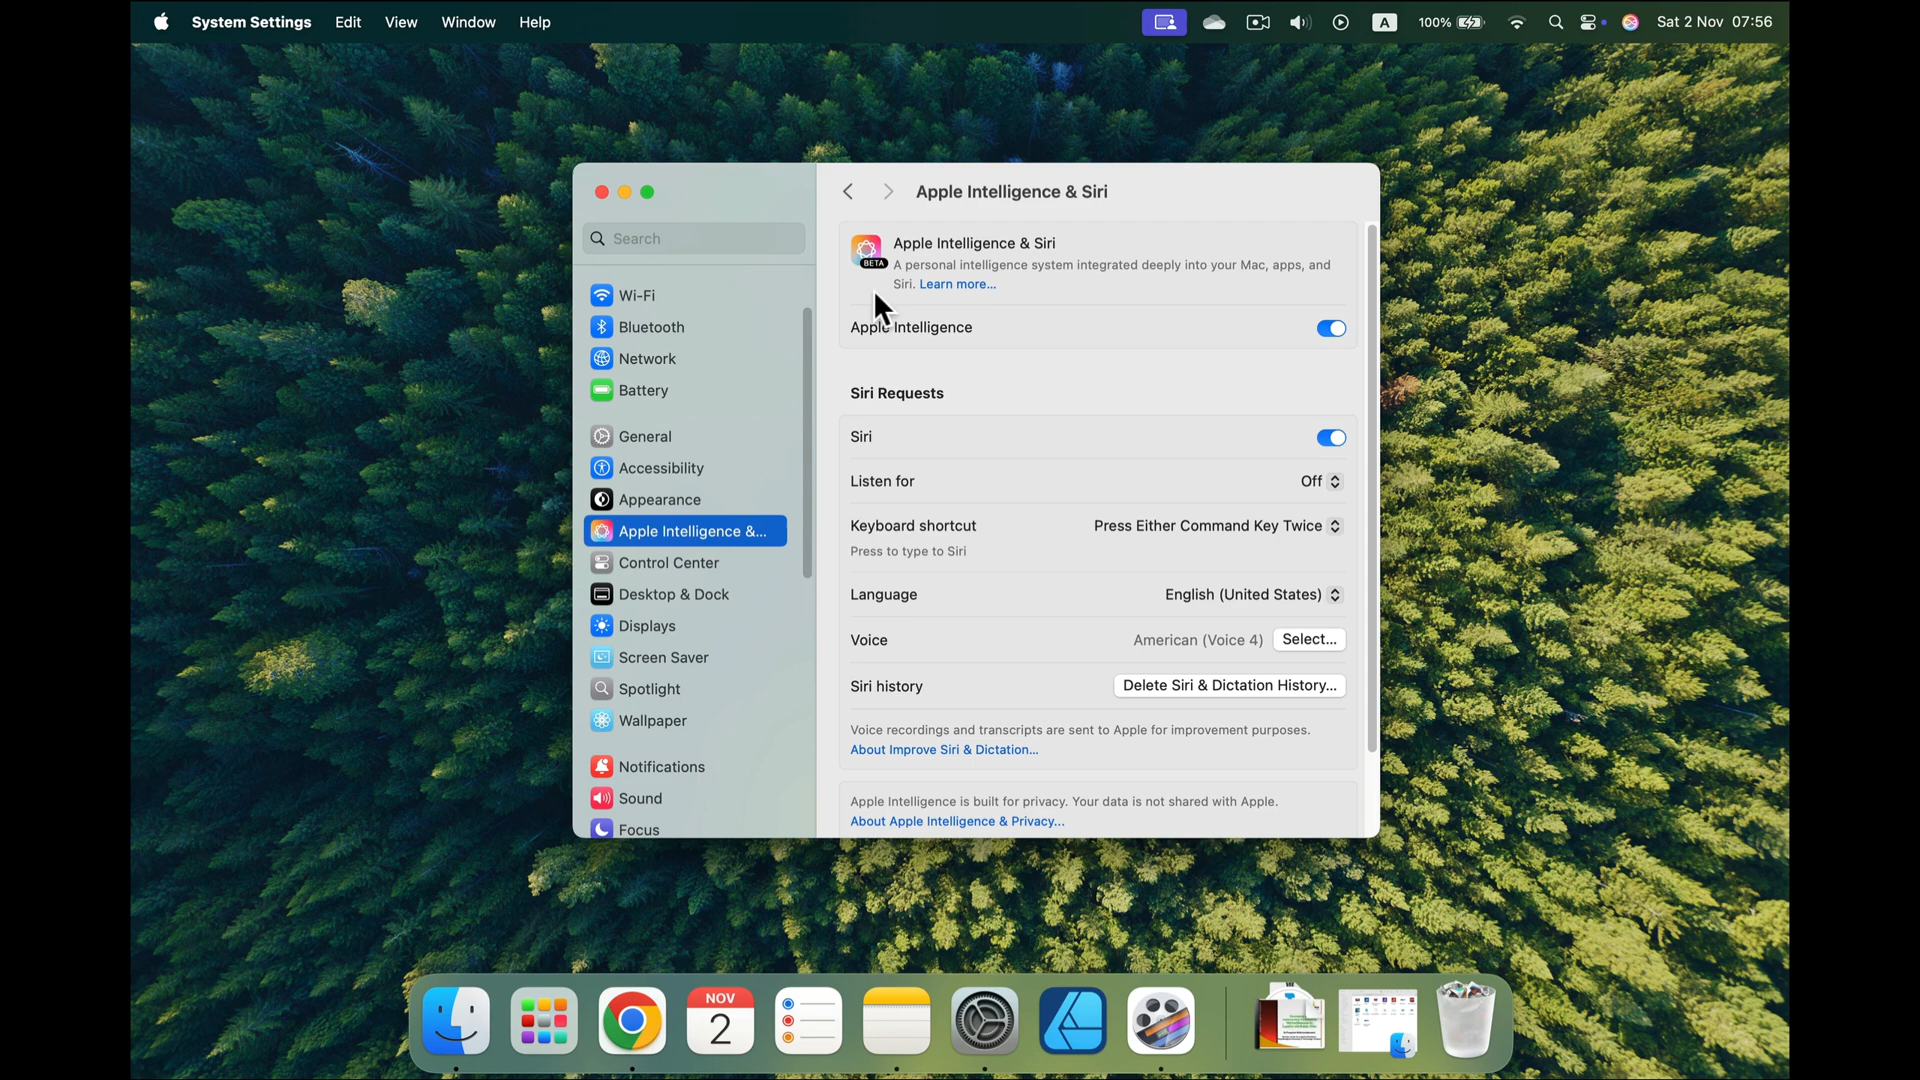 System Settings Edit View Window Help
A 100% Sat 2 Nov 07:56
Apple Intelligence & Siri
Search
Wi-Fi
Bluetooth
Network
Battery
General
Accessibility
Appearance
Apple Intelligence &...
Control Center
Desktop & Dock
Displays
Screen Saver
Spotlight
Wallpaper
Notifications
Sound
Focus
Apple Intelligence & Siri
BETA
A personal intelligence system integrated deeply into your Mac, apps, and
Siri. Learn more...
Apple Intelligence
Siri Requests
Siri
Listen for Off
Keyboard shortcut Press Either Command Key Twice
Press to type to Siri
Language English (United States)
Voice American (Voice 4) Select...
Siri history Delete Siri & Dictation History...
Voice recordings and transcripts are sent to Apple for improvement purposes.
About Improve Siri & Dictation...
Apple Intelligence is built for privacy. Your data is not shared with Apple.
About Apple Intelligence & Privacy...
NOV
2